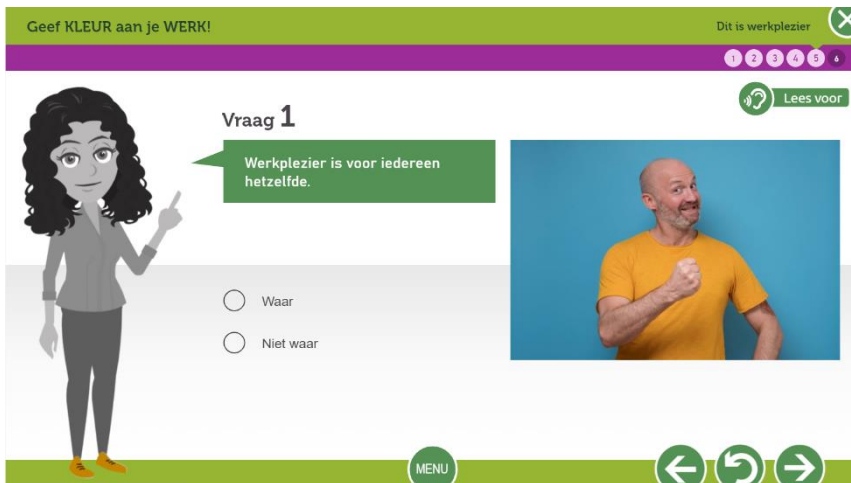 Geef KLEUR aan je WERK!
Dit is werkplezier
1 2 3 4 5 6
Lees voor
Vraag 1
Werkplezier is voor iedereen
hetzelfde.
Waar
Niet waar
MENU